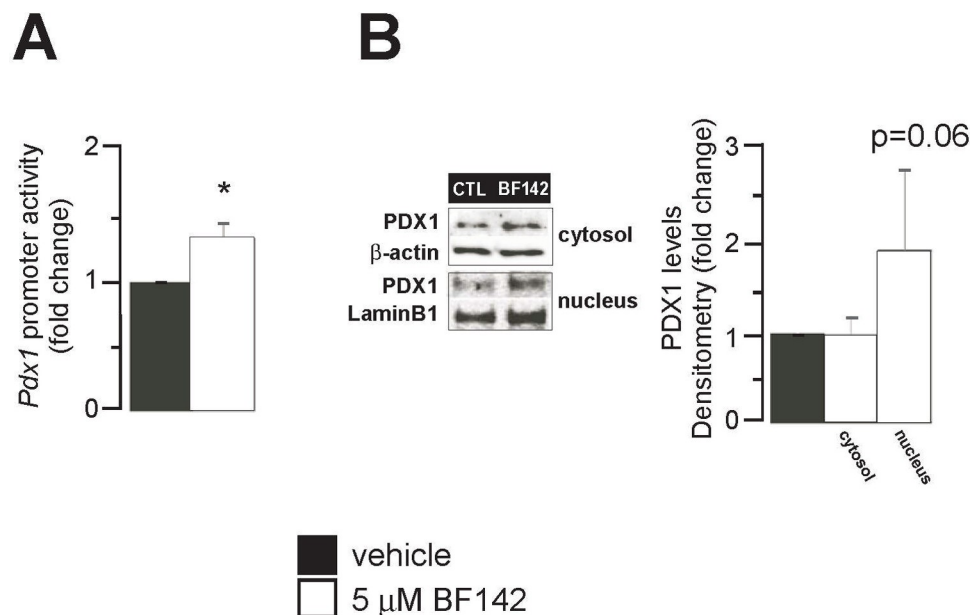 A
B
Pdx1 promoter activity
(fold change)
2
1
0
*
CTL BF142
PDX1
β-actin
cytosol
PDX1
LaminB1
nucleus
PDX1 levels
Densitometry (fold change)
3
2
1
0
p=0.06
cytosol
nucleus
vehicle
5 μM BF142